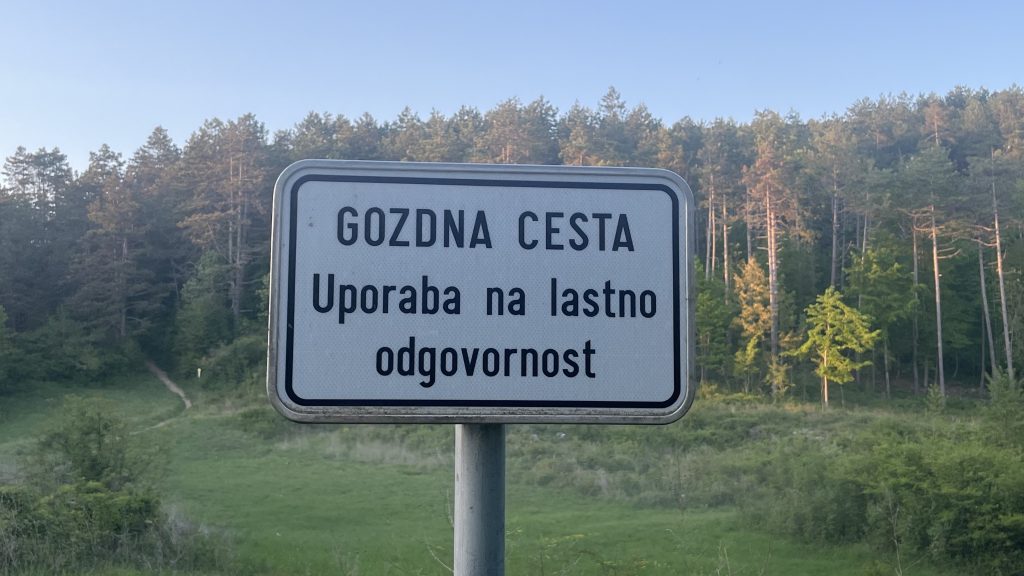 GOZDNA CESTA
Uporaba na lastno
odgovornost